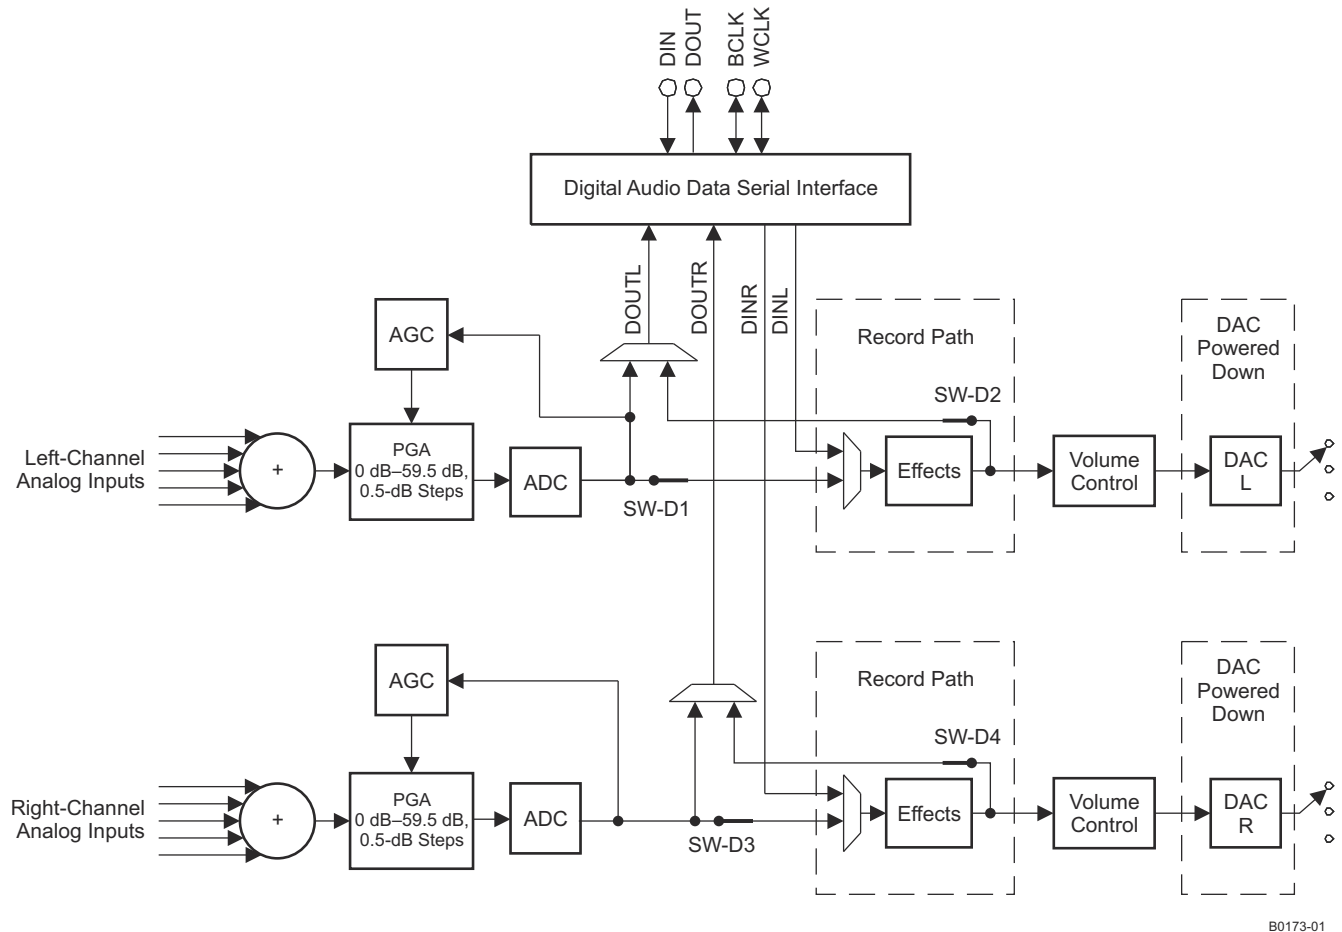 DIN
DOUT
BCLK
WCLK
Digital Audio Data Serial Interface
DOUTL
DOUTR
DINR
DINL
AGC
Record Path
DAC
Powered
Down
SW-D2
Left-Channel
Analog Inputs
+
PGA
0 dB–59.5 dB,
0.5-dB Steps
ADC
SW-D1
Effects
Volume
Control
DAC
L
AGC
Record Path
DAC
Powered
Down
SW-D4
Right-Channel
Analog Inputs
+
PGA
0 dB–59.5 dB,
0.5-dB Steps
ADC
SW-D3
Effects
Volume
Control
DAC
R
B0173-01